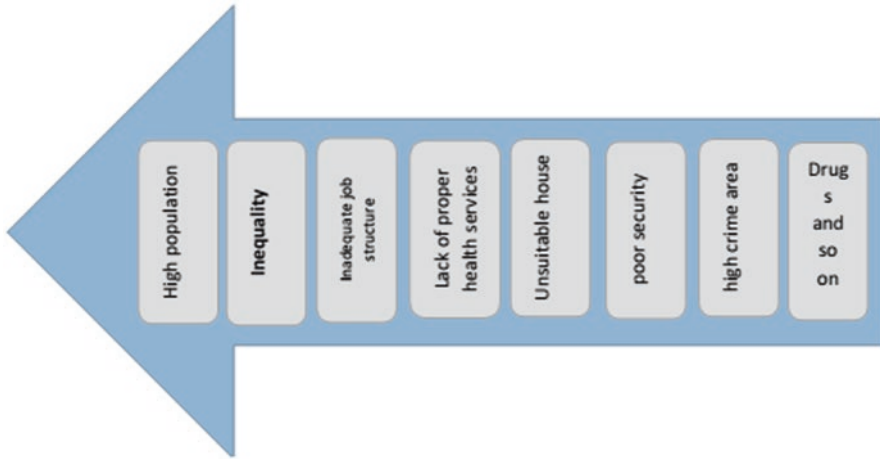 High population
Inequality
Inadequate job
structure
Lack of proper
health services
Unsuitable house
poor security
high crime area
Drug
s
and
so
on